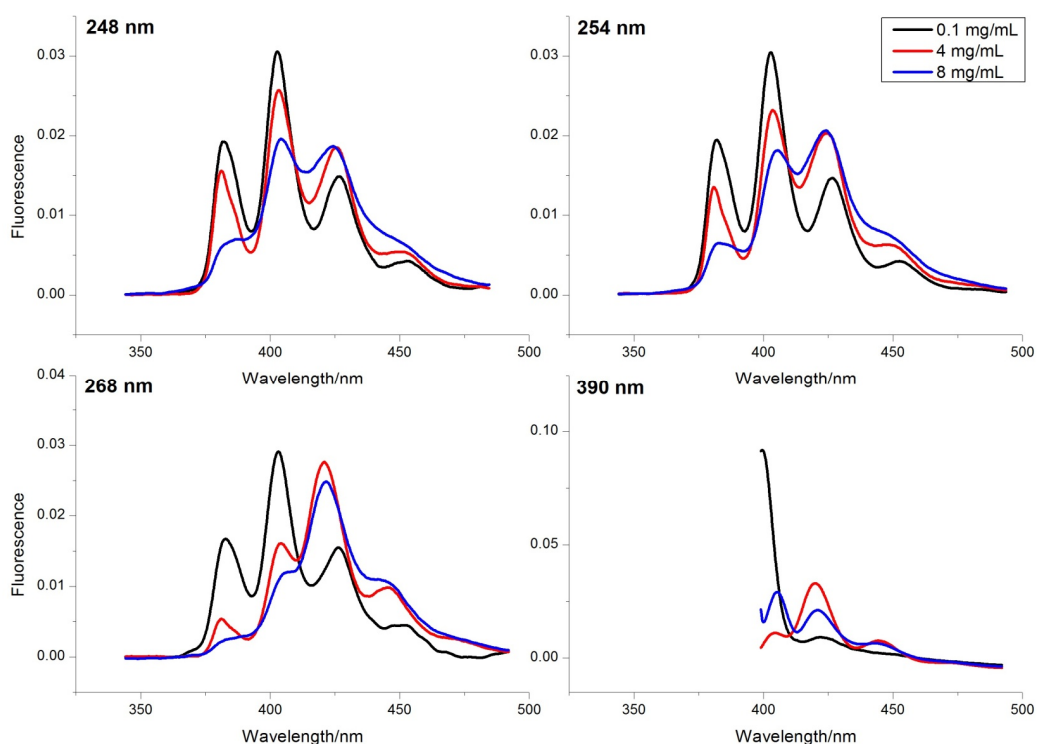 248 nm
254 nm
0.1 mg/mL
4 mg/mL
8 mg/mL
0.03
0.02
0.01
0.00
Fluorescence
350 400 450 500
Wavelength/nm
0.03
0.02
0.01
0.00
350 400 450 500
Wavelength/nm
268 nm
390 nm
0.04
0.03
0.02
0.01
0.00
Fluorescence
350 400 450 500
Wavelength/nm
0.10
0.05
0.00
350 400 450 500
Wavelength/nm